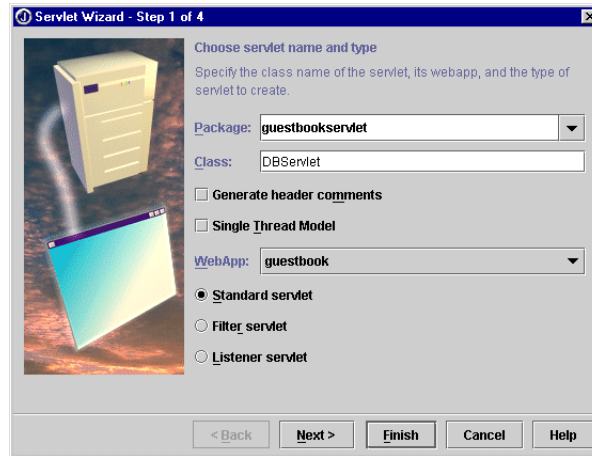 Servlet Wizard - Step 1 of 4
Choose servlet name and type
Specify the class name of the servlet, its webapp, and the type of
servlet to create.
Package: guestbookservlet
Class: DBServlet
Generate header comments
Single Thread Model
WebApp: guestbook
Standard servlet
Filter servlet
Listener servlet
< Back Next > Finish Cancel Help